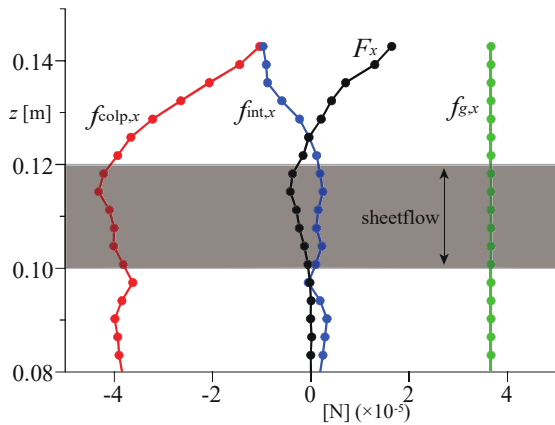 0.14
F_x
z [m]
f_colp,x
f_int,x
f_g,x
0.12
sheetflow
0.10
0.08
-4
-2
0
2
4
[N] (×10^-5)